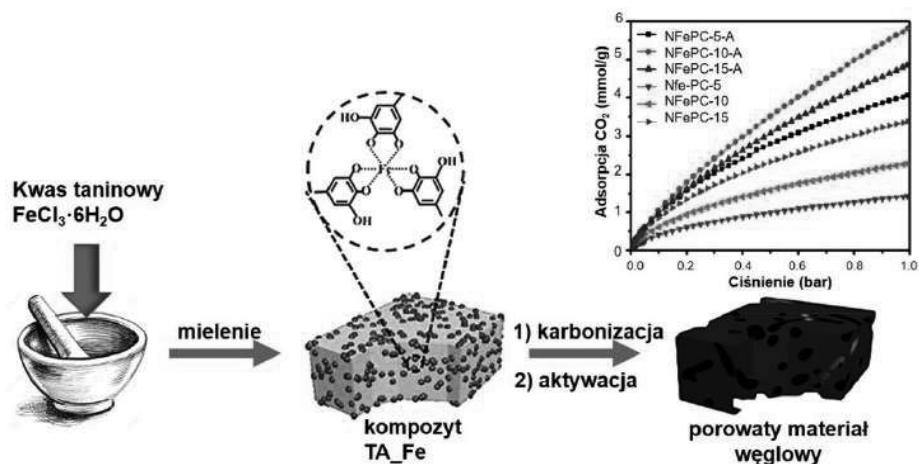 Kwas taninowy
FeCl₃·6H₂O
mielenie
HO
O
O
O
O
F
O
O
OH
OH
kompozyt
TA_Fe
1) karbonizacja
2) aktywacja
porowaty materiał
węglowy
Adsorpcja CO₂ (mmol/g)
6
5
4
3
2
1
0
NFePC-5-A
NFePC-10-A
NFePC-15-A
Nfe-PC-5
NFePC-10
NFePC-15
0.0
0.2
0.4
0.6
0.8
1.0
Ciśnienie (bar)